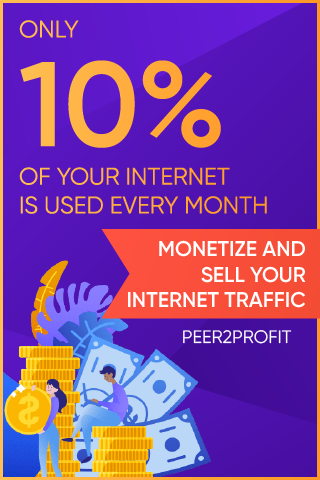 ONLY
10%
OF YOUR INTERNET
IS USED EVERY MONTH
MONETIZE AND
SELL YOUR
INTERNET TRAFFIC
PEER2PROFIT